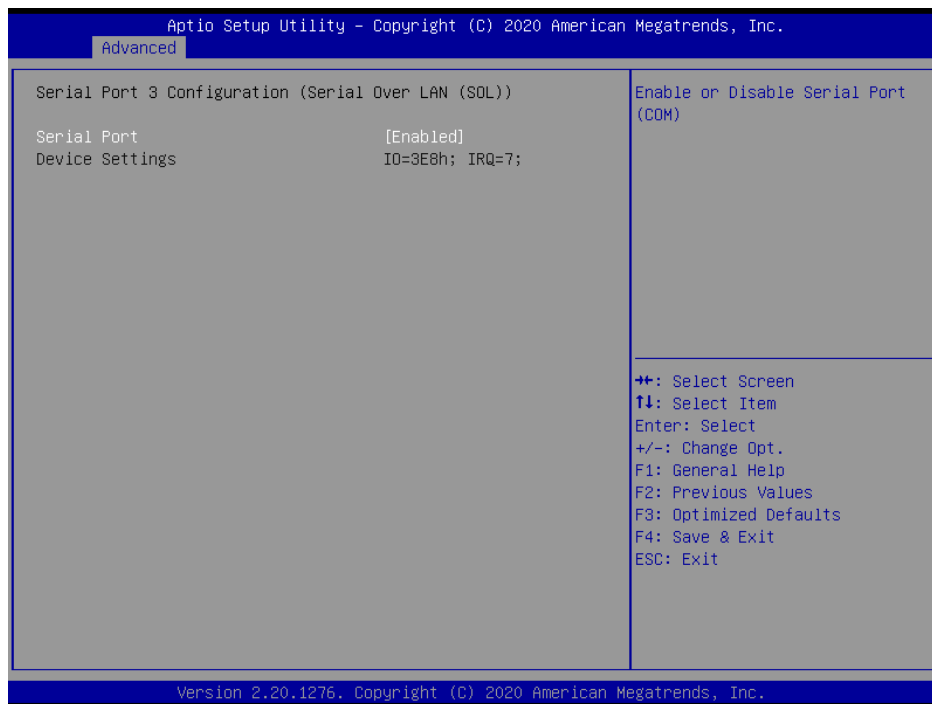 Aptio Setup Utility – Copyright (C) 2020 American Megatrends, Inc.
Advanced
Serial Port 3 Configuration (Serial Over LAN (SOL))
Serial Port [Enabled]
Device Settings IO=3E8h; IRQ=7;
Enable or Disable Serial Port
(COM)
→←: Select Screen
↑↓: Select Item
Enter: Select
+/-: Change Opt.
F1: General Help
F2: Previous Values
F3: Optimized Defaults
F4: Save & Exit
ESC: Exit
Version 2.20.1276. Copyright (C) 2020 American Megatrends, Inc.